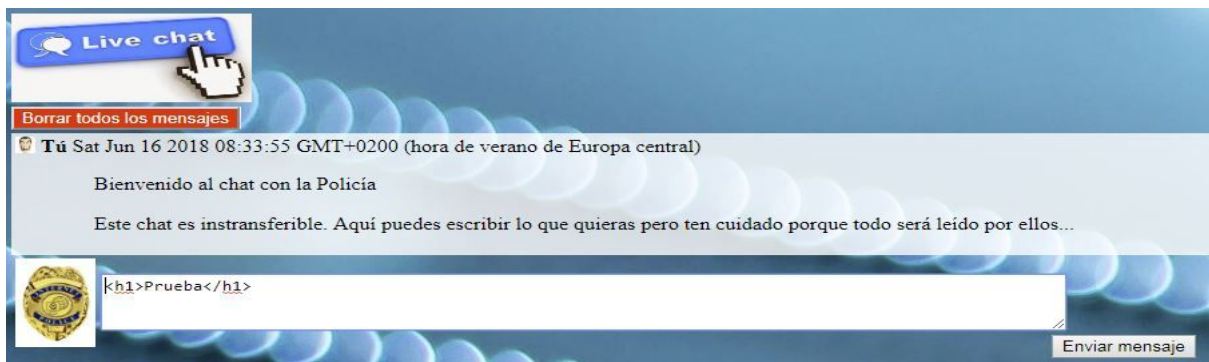 Live chat
Borrar todos los mensajes
Tú Sat Jun 16 2018 08:33:55 GMT+0200 (hora de verano de Europa central)
Bienvenido al chat con la Policía
Este chat es instransferible. Aquí puedes escribir lo que quieras pero ten cuidado porque todo será leído por ellos...
INTERNET
POLICE
<h1>Prueba</h1>
Enviar mensaje